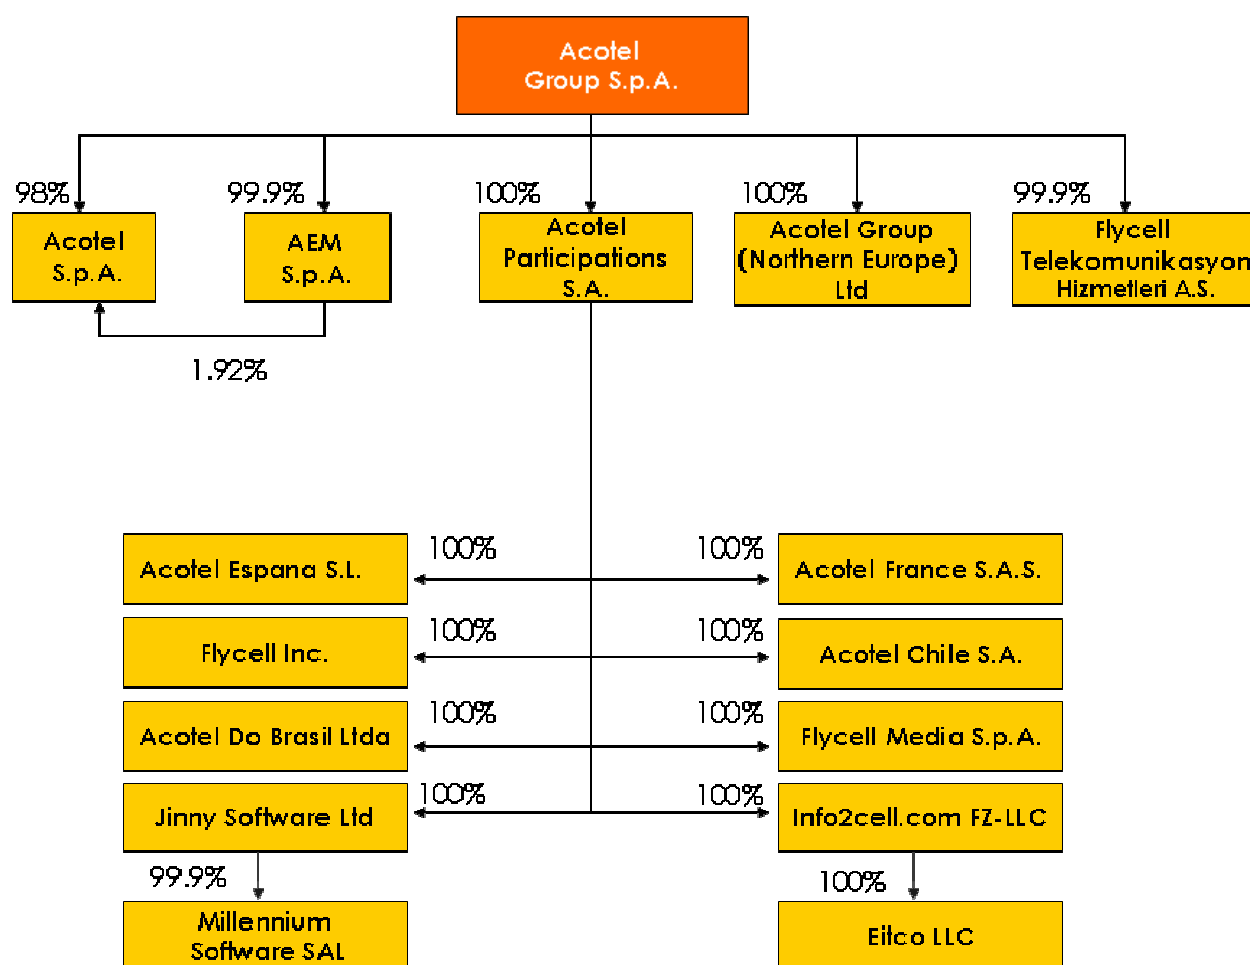 Acotel
Group S.p.A.
98%
99.9%
100%
100%
99.9%
Acotel
S.p.A.
AEM
S.p.A.
Acotel
Participations
S.A.
Acotel Group
(Northern Europe)
Ltd
Flycell
Telekomunikasyon
Hizmetleri A.S.
1.92%
100%
100%
Acotel Espana S.L.
Acotel France S.A.S.
100%
100%
Flycell Inc.
Acotel Chile S.A.
100%
100%
Acotel Do Brasil Ltda
Flycell Media S.p.A.
100%
100%
Jinny Software Ltd
Info2cell.com FZ-LLC
99.9%
100%
Millennium
Software SAL
Eitco LLC